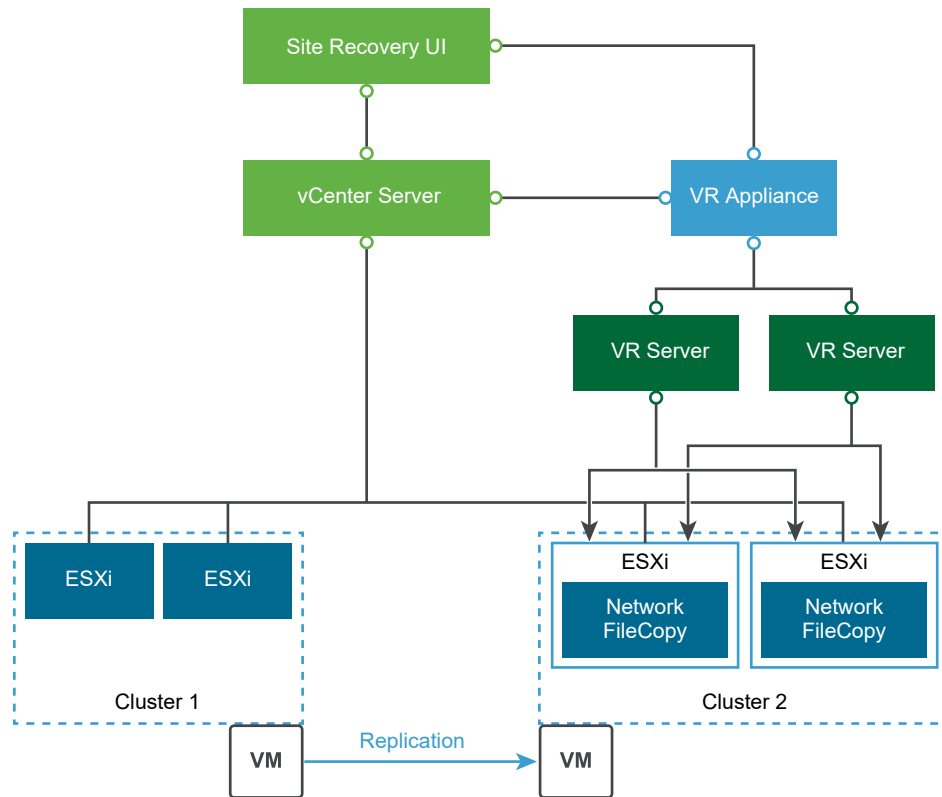 Site Recovery UI
vCenter Server
VR Appliance
VR Server
VR Server
ESXi
ESXi
ESXi
Network
FileCopy
ESXi
Network
FileCopy
Cluster 1
Cluster 2
VM
Replication
VM